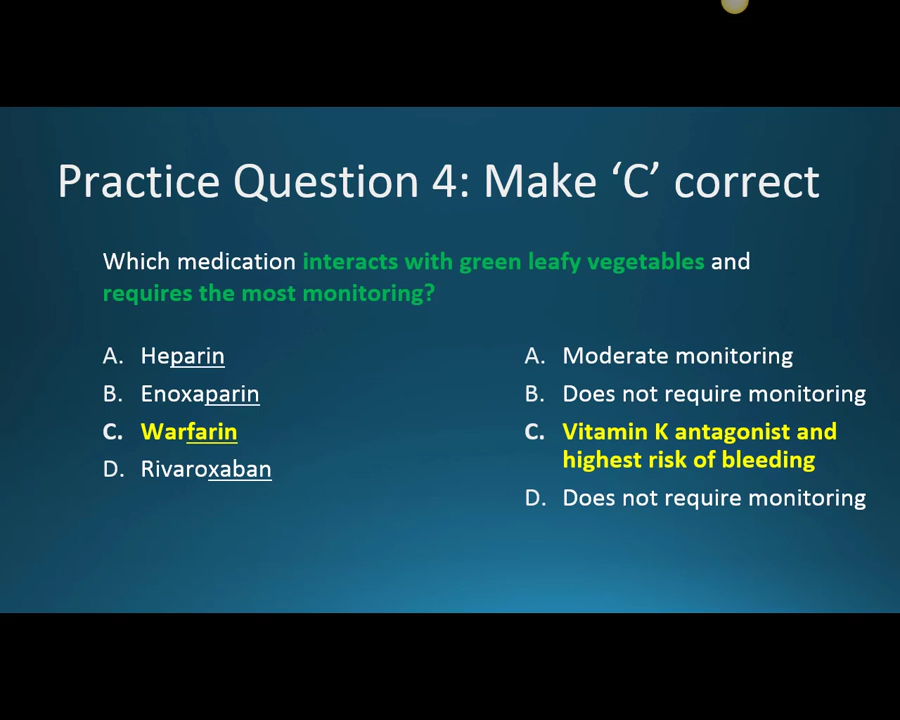 Practice Question 4: Make ‘C’ correct
Which medication interacts with green leafy vegetables and
requires the most monitoring?
A. Heparin
B. Enoxaparin
C. Warfarin
D. Rivaroxaban
A. Moderate monitoring
B. Does not require monitoring
C. Vitamin K antagonist and
highest risk of bleeding
D. Does not require monitoring